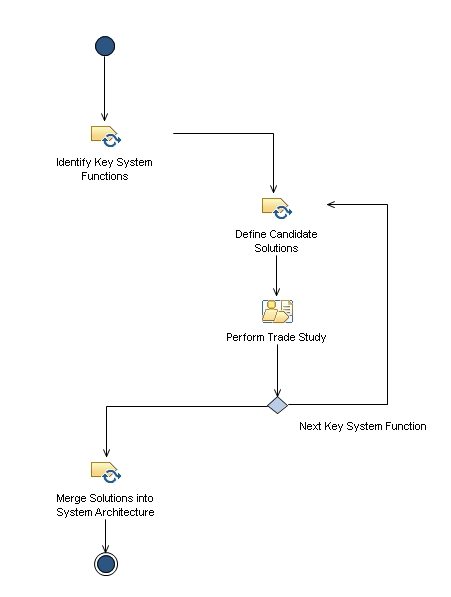 Identify Key System
Functions
Define Candidate
Solutions
Perform Trade Study
Next Key System Function
Merge Solutions into
System Architecture